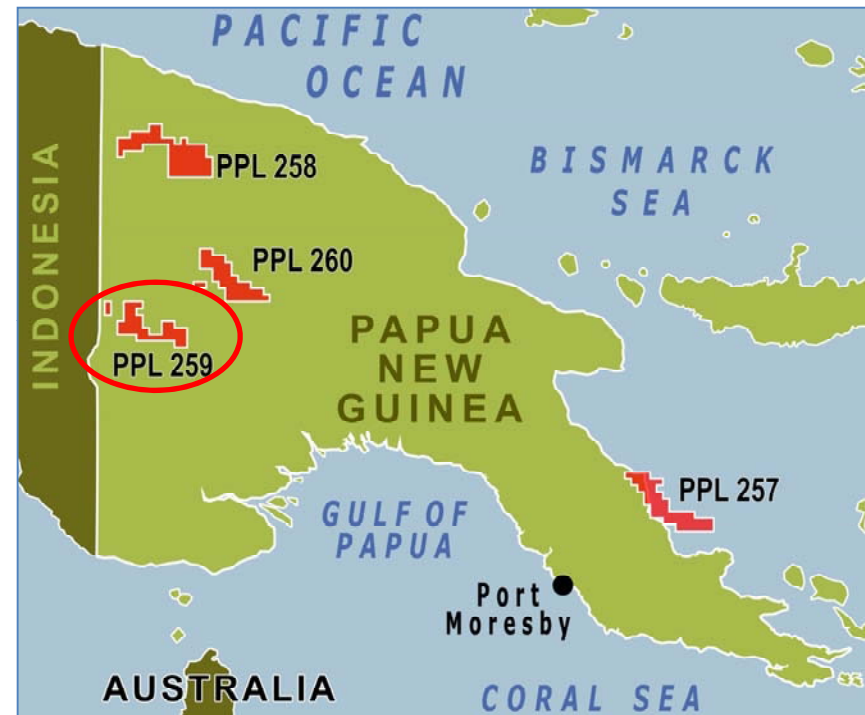 PACIFIC
OCEAN
PPL 258
BISMARCK
SEA
INDONESIA
PPL 260
PPL 259
PAPUA
NEW
GUINEA
PPL 257
GULF OF
PAPUA
Port
Moresby
AUSTRALIA
CORAL SEA